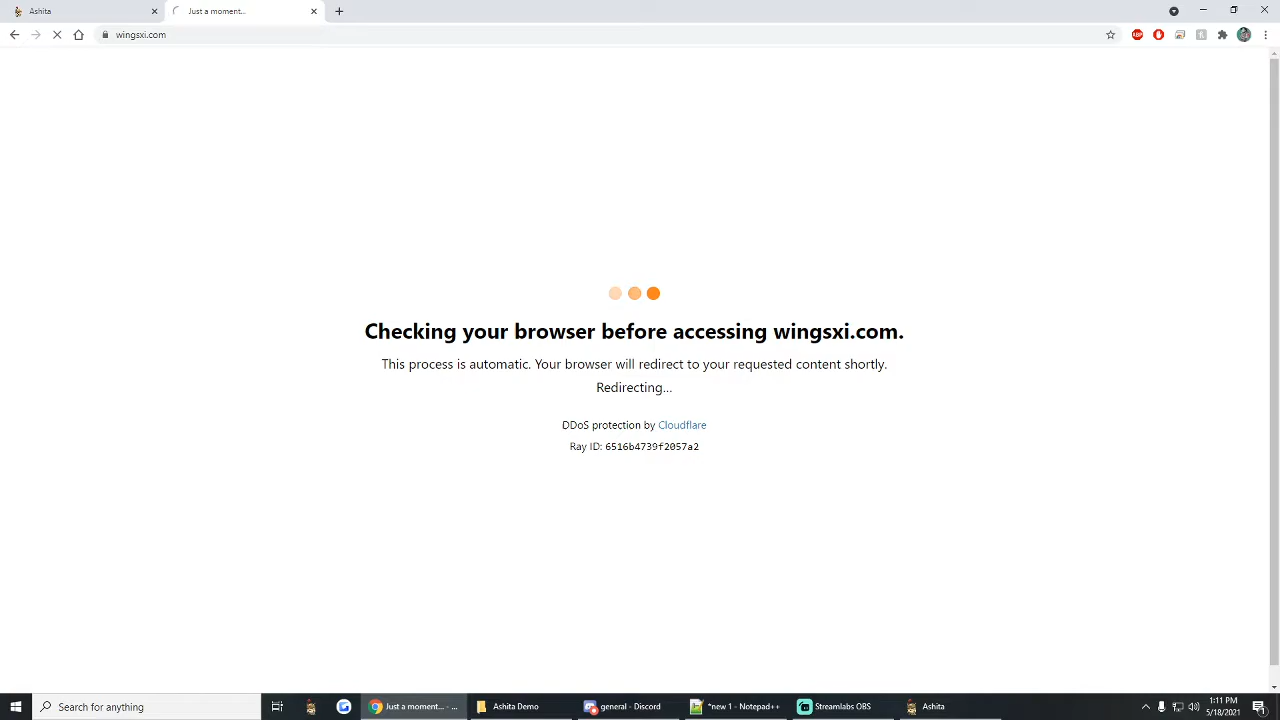 Ashita
Just a moment...
wingsxi.com
ABP
Checking your browser before accessing wingsxi.com.
This process is automatic. Your browser will redirect to your requested content shortly.
Redirecting...
DDoS protection by Cloudflare
Ray ID: 6516b4739f2057a2
Search for anything
Just a moment... - ...
Ashita Demo
general - Discord
*new 1 - Notepad++
Streamlabs OBS
Ashita
1:11 PM
5/18/2021